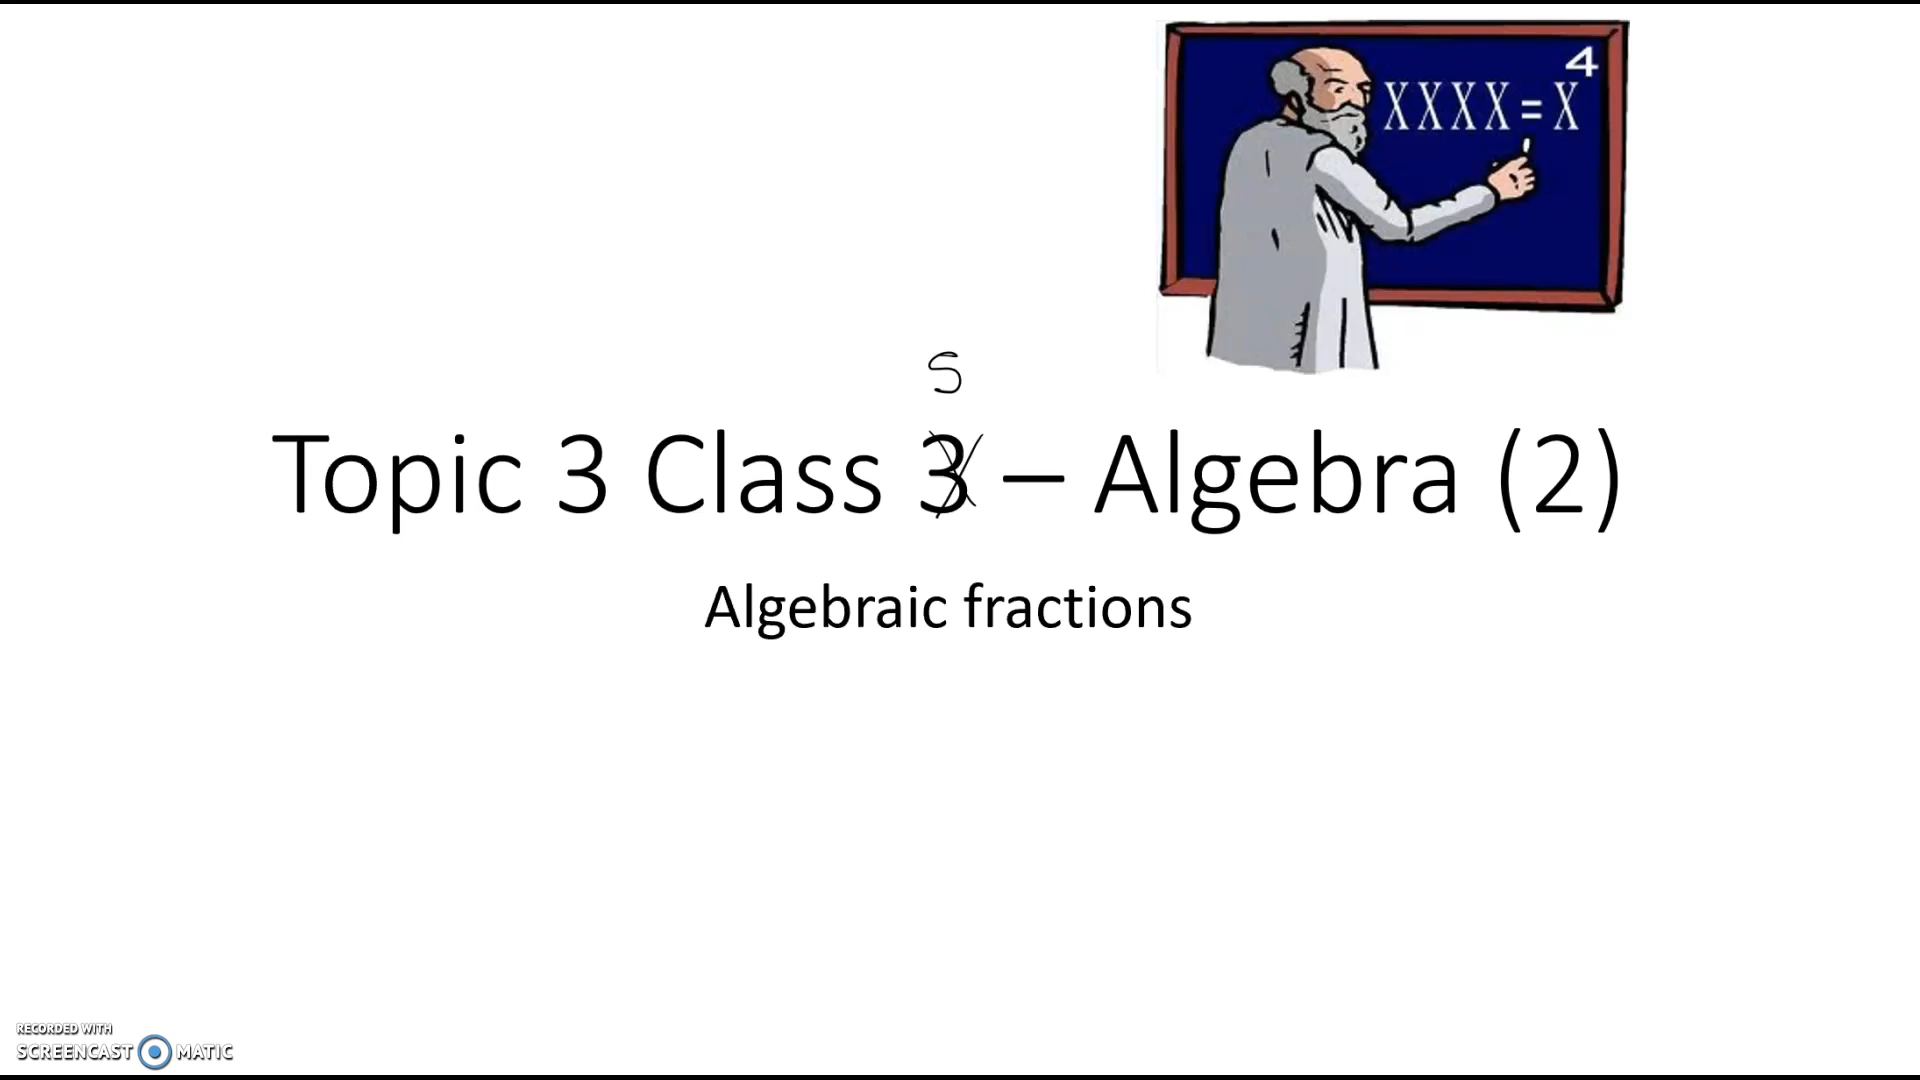 XXXX = X⁴
5
Topic 3 Class 3 – Algebra (2)
Algebraic fractions
RECORDED WITH
SCREENCAST MATIC